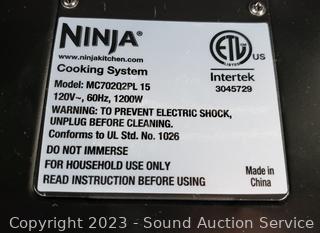 NINJA®
www.ninjakitchen.com
Cooking System
Model: MC702Q2PL 15
120V~, 60Hz, 1200W
WARNING: TO PREVENT ELECTRIC SHOCK,
UNPLUG BEFORE CLEANING.
Conforms to UL Std. No. 1026
DO NOT IMMERSE
FOR HOUSEHOLD USE ONLY
READ INSTRUCTION BEFORE USING
ETL US
Intertek
3045729
Made in
China
Copyright 2023 - Sound Auction Service